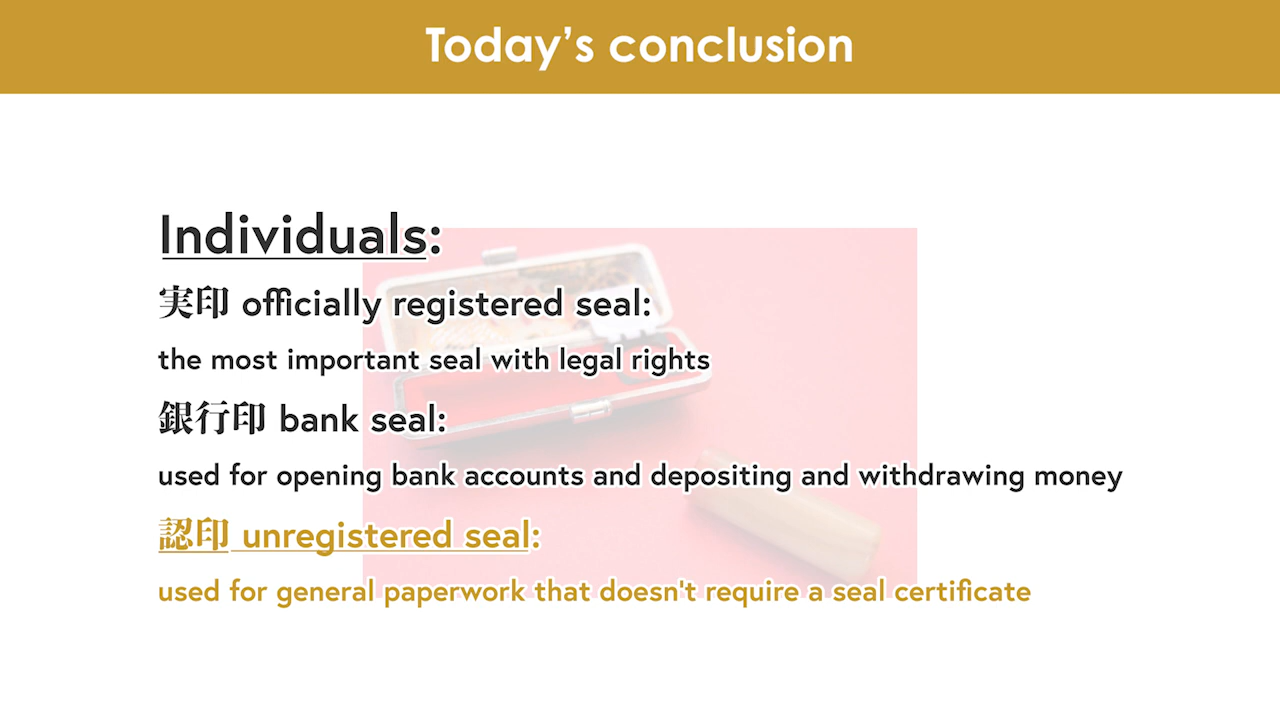 Today’s conclusion
Individuals:
実印 officially registered seal:
the most important seal with legal rights
銀行印 bank seal:
used for opening bank accounts and depositing and withdrawing money
認印 unregistered seal:
used for general paperwork that doesn't require a seal certificate